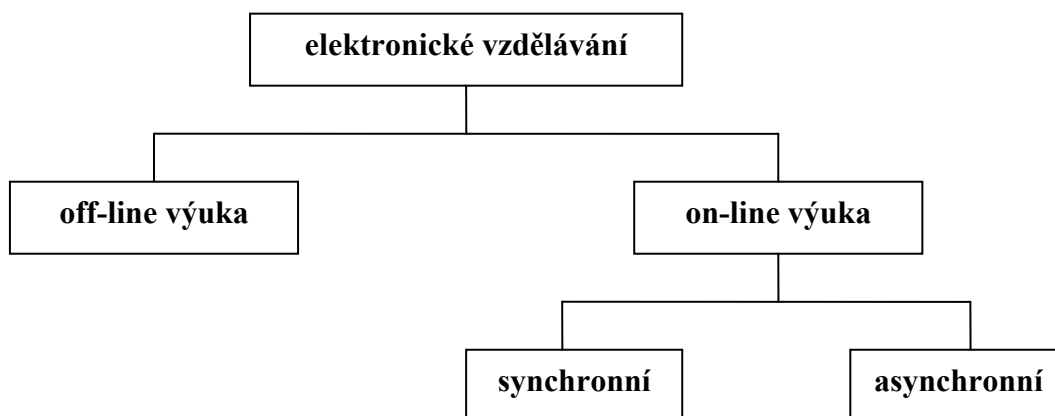 elektronické vzdělávání
off-line výuka
on-line výuka
synchronní
asynchronní